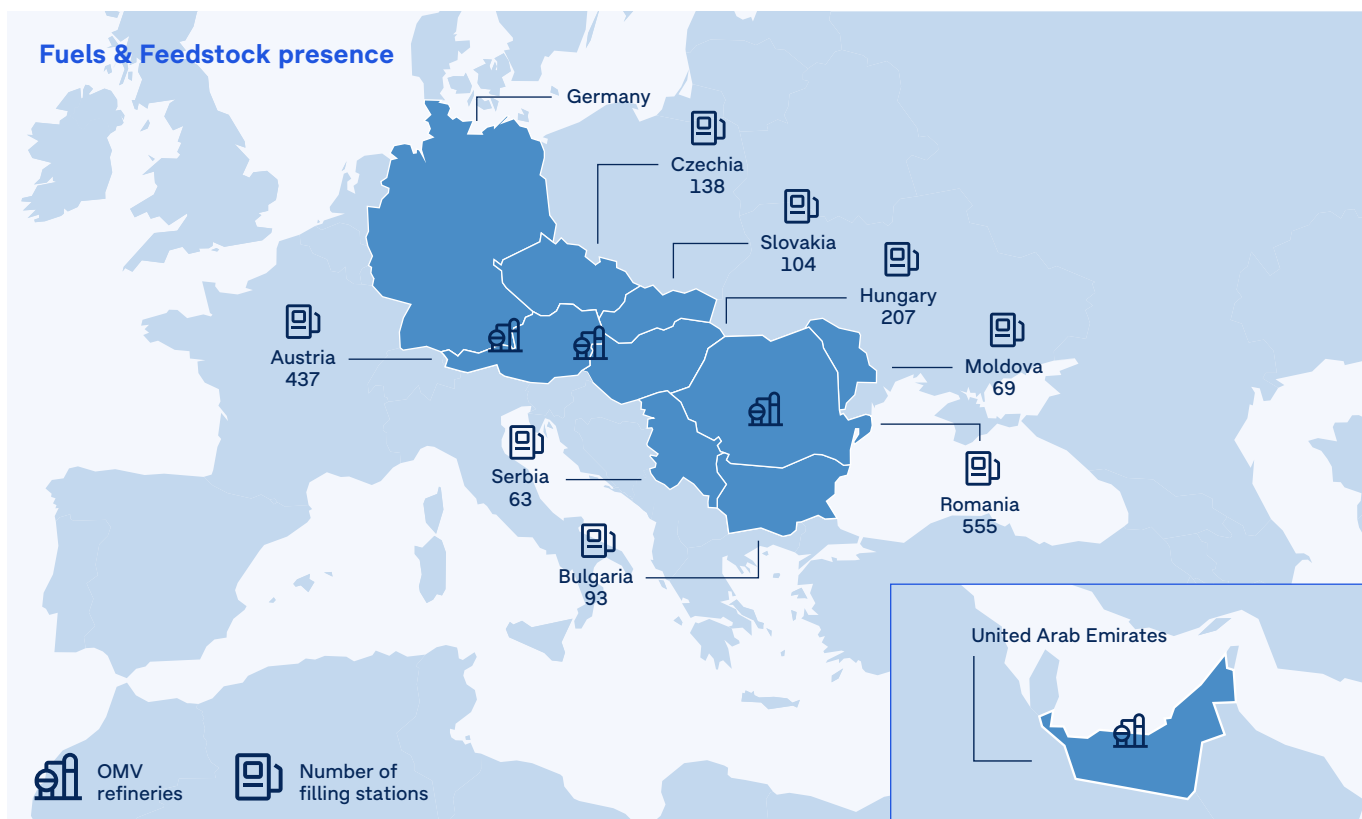 Fuels & Feedstock presence
Germany
Czechia
138
Slovakia
104
Hungary
207
Austria
437
Moldova
69
Serbia
63
Romania
555
Bulgaria
93
United Arab Emirates
OMV
refineries
Number of
filling stations